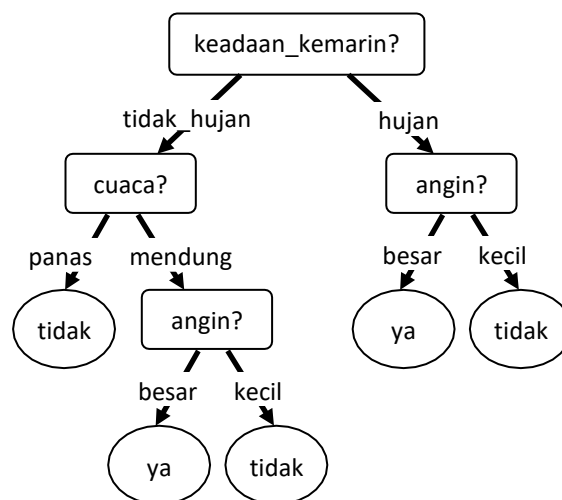 keadaan_kemarin?
tidak_hujan
hujan
cuaca?
angin?
panas
mendung
besar
kecil
tidak
angin?
ya
tidak
besar
kecil
ya
tidak